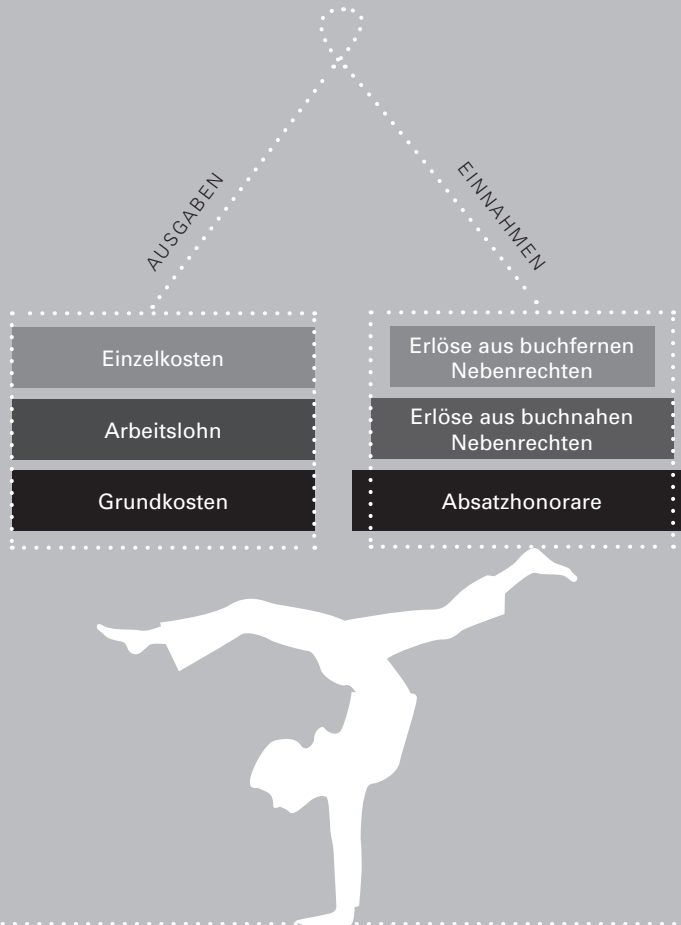 AUSGABEN
EINNAHMEN
Einzelkosten
Arbeitslohn
Grundkosten
Erlöse aus buchfernen
Nebenrechten
Erlöse aus buchnahen
Nebenrechten
Absatzhonorare